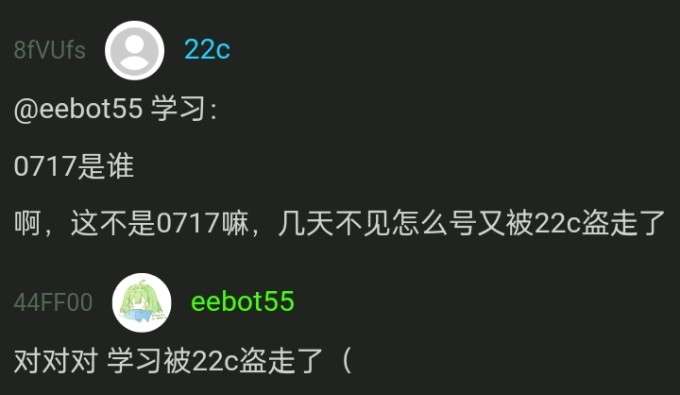 8fVUfs 22c
@eebot55 学习：
0717是谁
啊，这不是0717嘛，几天不见怎么号又被22c盗走了
44FF00 eebot55
对对对 学习被22c盗走了（